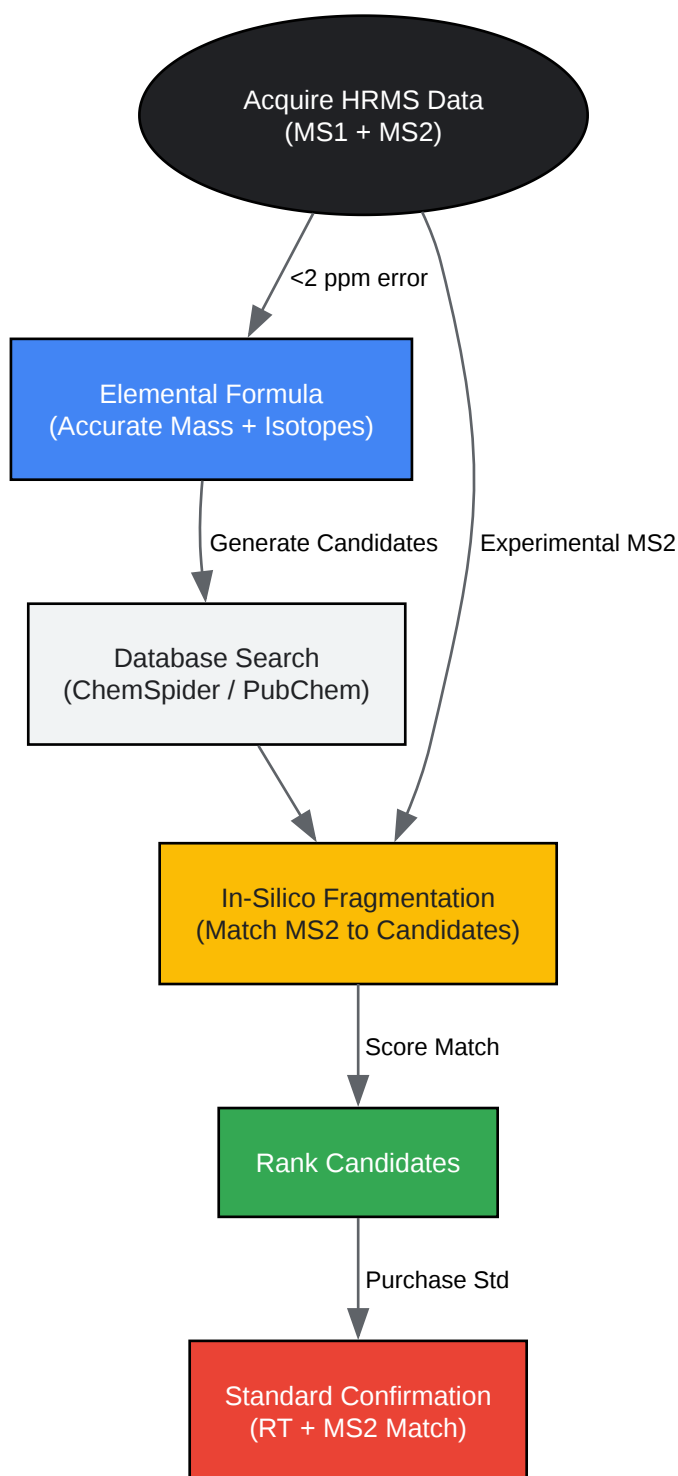 Acquire HRMS Data
(MS1 + MS2)
<2 ppm error
Elemental Formula
(Accurate Mass + Isotopes)
Generate Candidates
Experimental MS2
Database Search
(ChemSpider / PubChem)
In-Silico Fragmentation
(Match MS2 to Candidates)
Score Match
Rank Candidates
Purchase Std
Standard Confirmation
(RT + MS2 Match)